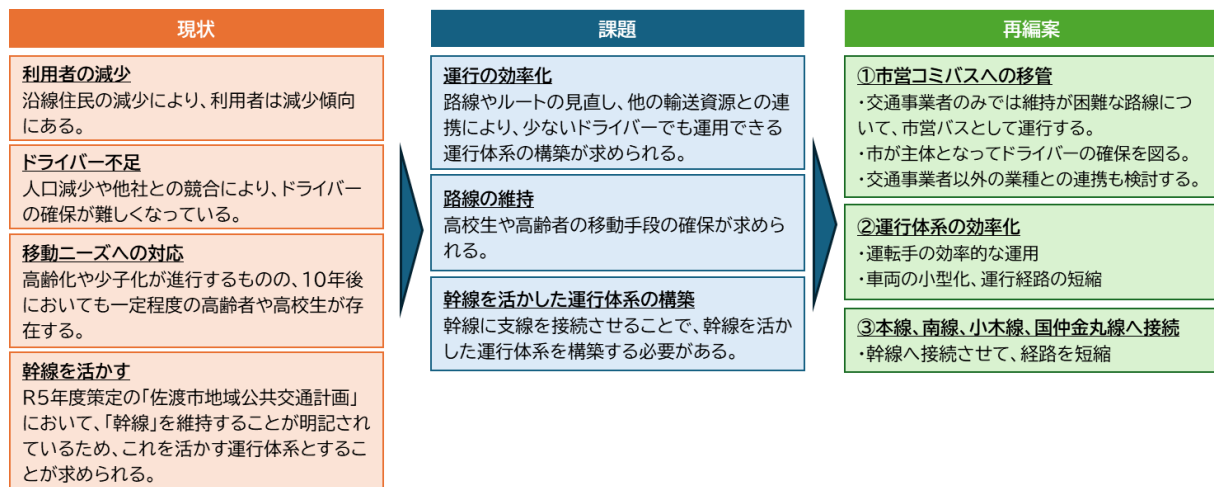 現状
利用者の減少
沿線住民の減少により、利用者は減少傾向
にある。
ドライバー不足
人口減少や他社との競合により、ドライバー
の確保が難しくなっている。
移動ニーズへの対応
高齢化や少子化が進行するものの、10年後
においても一定程度の高齢者や高校生が存
在する。
幹線を活かす
R5年度策定の「佐渡市地域公共交通計画」
において、「幹線」を維持することが明記され
ているため、これを活かす運行体系とするこ
とが求められる。
課題
運行の効率化
路線やルートの見直し、他の輸送資源との連
携により、少ないドライバーでも運用できる
運行体系の構築が求められる。
路線の維持
高校生や高齢者の移動手段の確保が求めら
れる。
幹線を活かした運行体系の構築
幹線に支線を接続させることで、幹線を活か
した運行体系を構築する必要がある。
再編案
①市営コミバスへの移管
・交通事業者のみでは維持が困難な路線につ
いて、市営バスとして運行する。
・市が主体となってドライバーの確保を図る。
・交通事業者以外の業種との連携も検討する。
②運行体系の効率化
・運転手の効率的な運用
・車両の小型化、運行経路の短縮
③本線、南線、小木線、国仲金丸線へ接続
・幹線へ接続させて、経路を短縮